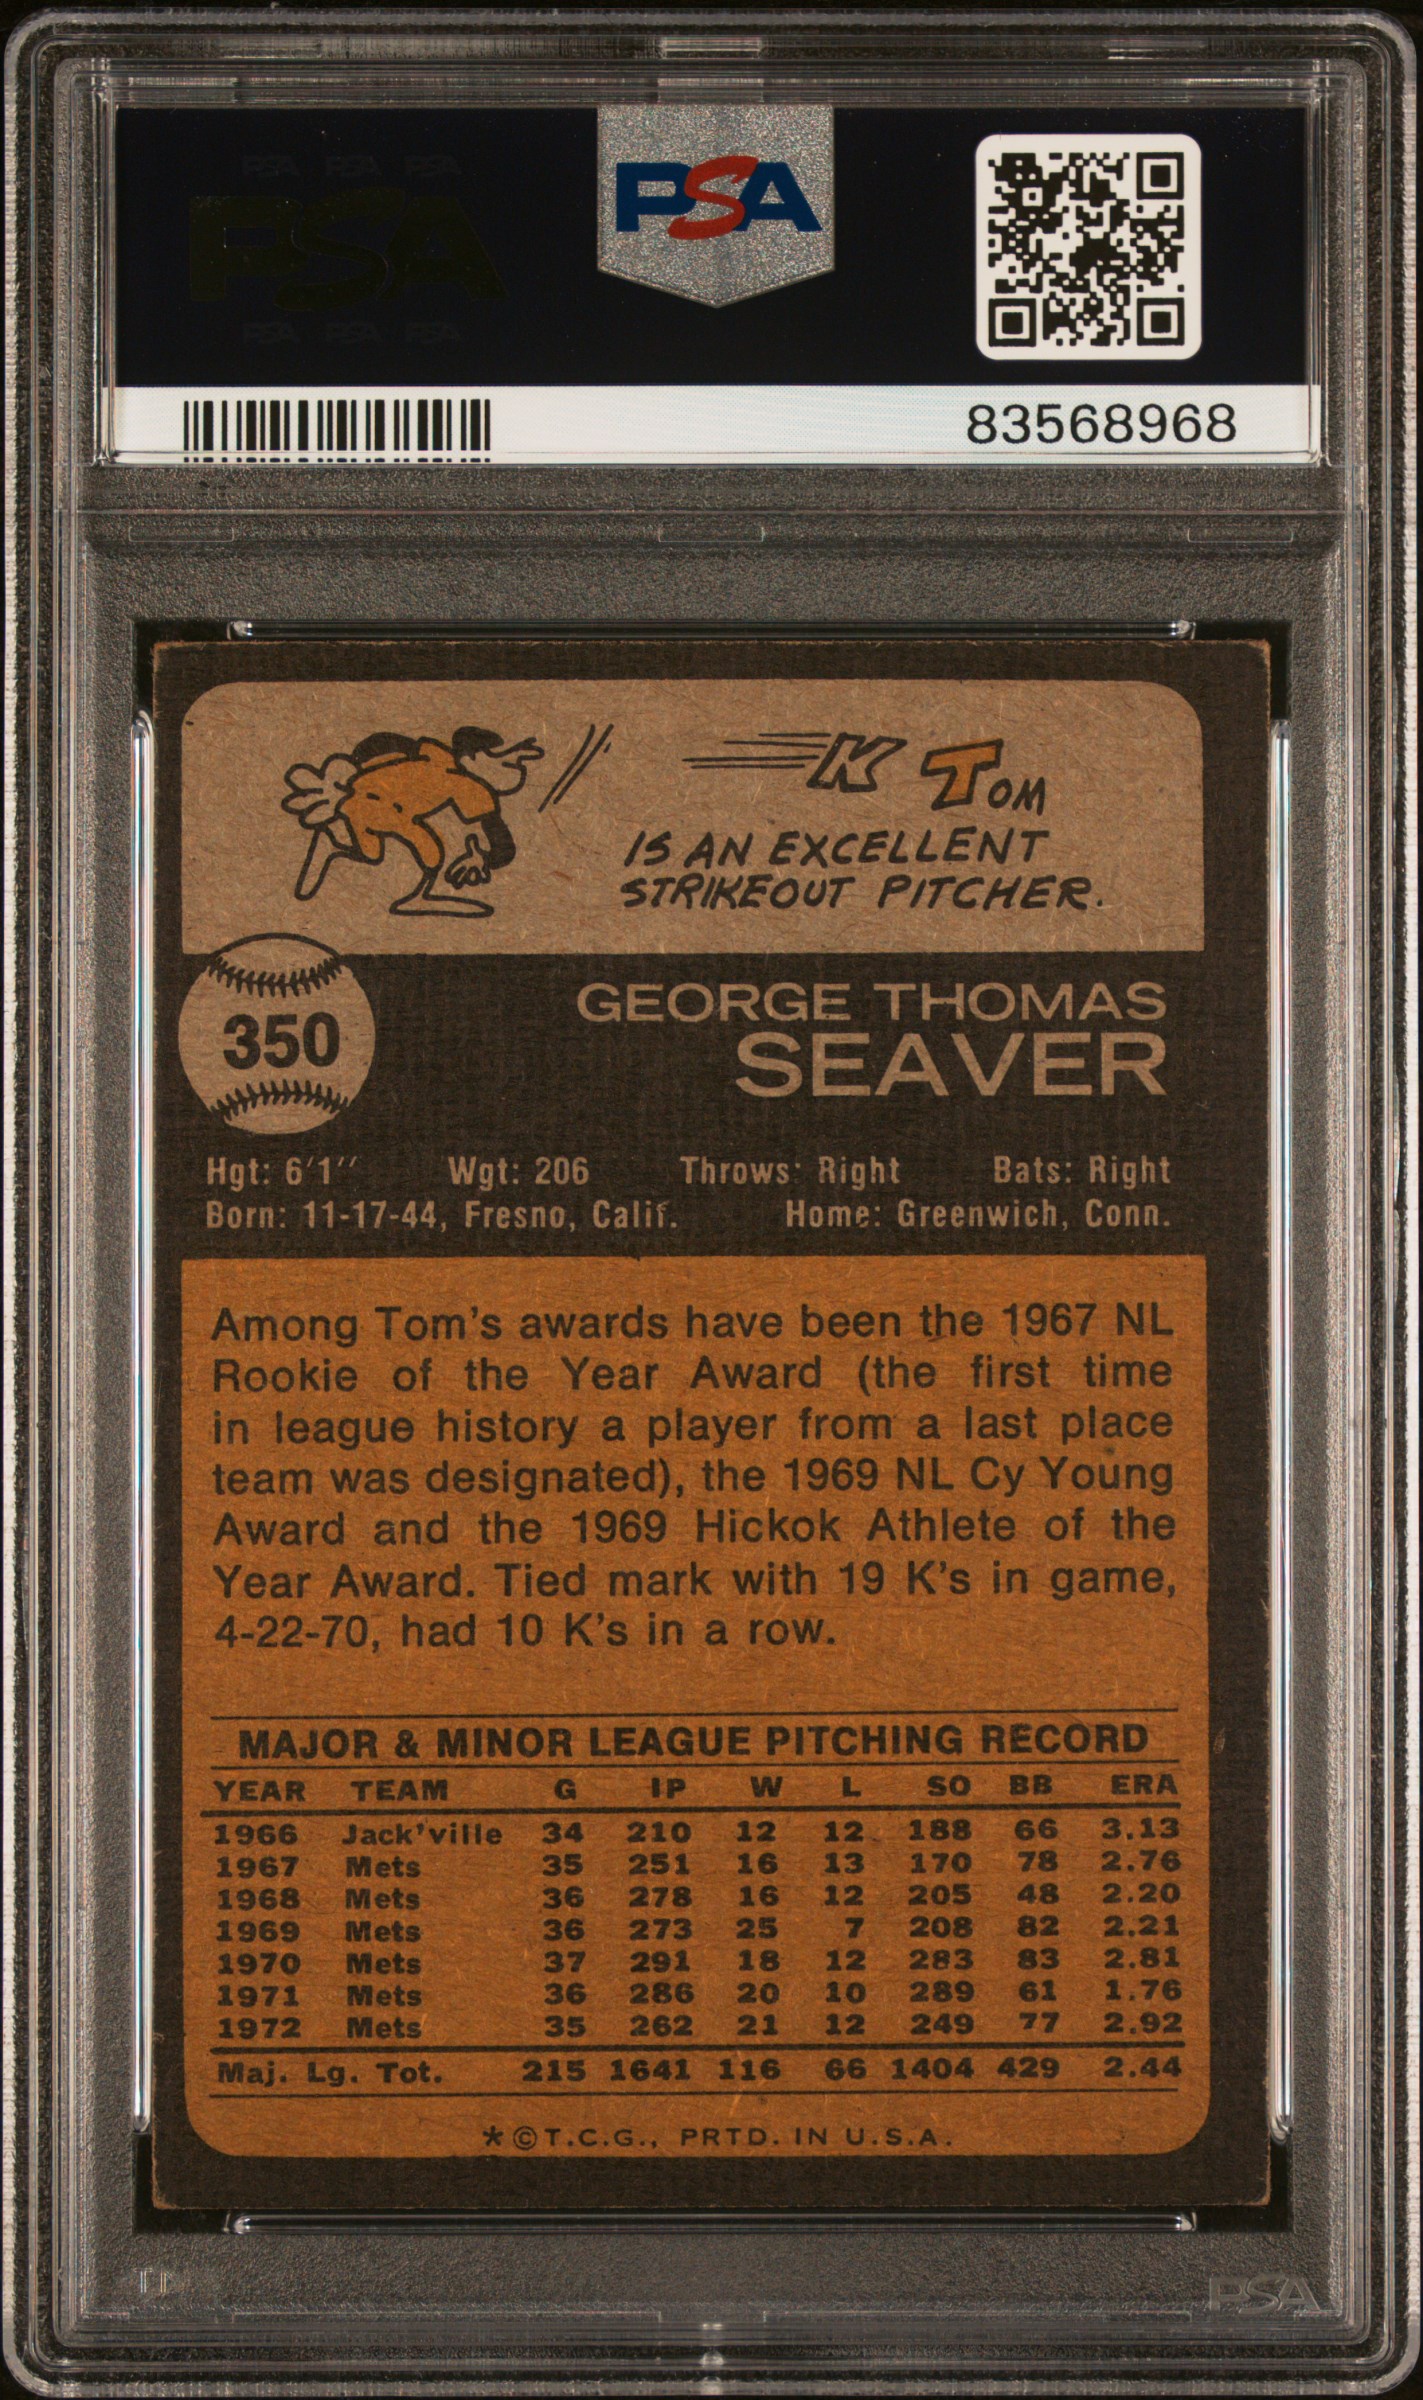 PSA PSA PSA
PSA
PSA PSA PSA
PSA
83568968
K TOM
IS AN EXCELLENT
STRIKEOUT PITCHER.
350
GEORGE THOMAS
SEAVER
Hgt: 6'1" Wgt: 206 Throws: Right Bats: Right
Born: 11-17-44, Fresno, Calif. Home: Greenwich, Conn.
Among Tom's awards have been the 1967 NL
Rookie of the Year Award (the first time
in league history a player from a last place
team was designated), the 1969 NL Cy Young
Award and the 1969 Hickok Athlete of the
Year Award. Tied mark with 19 K's in game,
4-22-70, had 10 K's in a row.
MAJOR & MINOR LEAGUE PITCHING RECORD
YEAR TEAM G IP W L SO BB ERA
1966 Jack'ville 34 210 12 12 188 66 3.13
1967 Mets 35 251 16 13 170 78 2.76
1968 Mets 36 278 16 12 205 48 2.20
1969 Mets 36 273 25 7 208 82 2.21
1970 Mets 37 291 18 12 283 83 2.81
1971 Mets 36 286 20 10 289 61 1.76
1972 Mets 35 262 21 12 249 77 2.92
Maj. Lg. Tot. 215 1641 116 66 1404 429 2.44
*©T.C.G., PRTD. IN U.S.A.
PSA